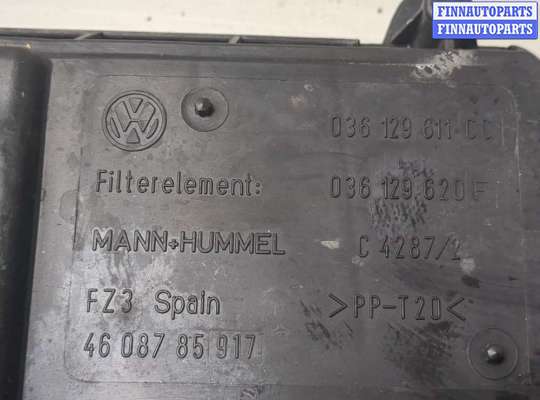 FINNAUTOPARTS
FINNAUTOPARTS
036 129 611 CC
Filterelement: 036 129 620 F
MANN+HUMMEL C 4287/2
FZ3 Spain >PP-T20<
46 087 85 917